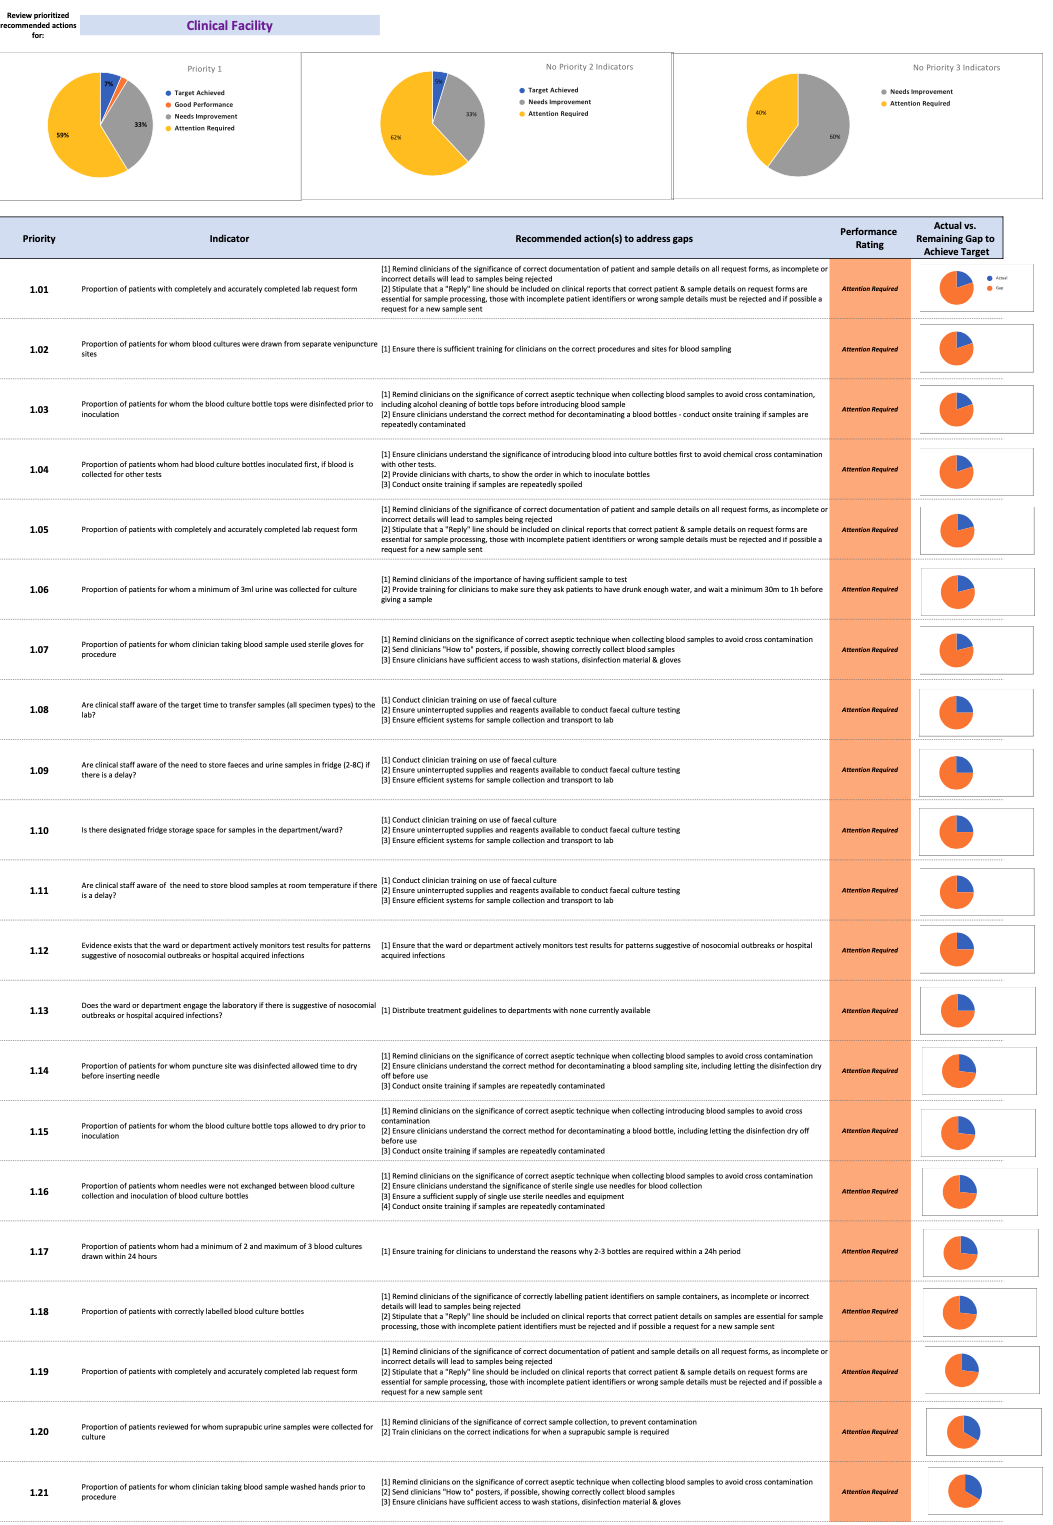 Review prioritized
recommended actions
for:
Clinical Facility
Priority 1
7%
33%
59%
Target Achieved
Good Performance
Needs Improvement
Attention Required
No Priority 2 Indicators
5%
33%
62%
Target Achieved
Needs Improvement
Attention Required
No Priority 3 Indicators
40%
60%
Needs Improvement
Attention Required
Priority
Indicator
Recommended action(s) to address gaps
Performance
Rating
Actual vs.
Remaining Gap to
Achieve Target
1.01
Proportion of patients with completely and accurately completed lab request form
[1] Remind clinicians of the significance of correct documentation of patient and sample details on all request forms, as incomplete or
incorrect details will lead to samples being rejected
[2] Stipulate that a "Reply" line should be included on clinical reports that correct patient & sample details on request forms are
essential for sample processing, those with incomplete patient identifiers or wrong sample details must be rejected and if possible a
request for a new sample sent
Attention Required
Actual
Gap
1.02
Proportion of patients for whom blood cultures were drawn from separate venipuncture
sites
[1] Ensure there is sufficient training for clinicians on the correct procedures and sites for blood sampling
Attention Required
1.03
Proportion of patients for whom the blood culture bottle tops were disinfected prior to
inoculation
[1] Remind clinicians on the significance of correct aseptic technique when collecting blood samples to avoid cross contamination,
including alcohol cleaning of bottle tops before introducing blood sample
[2] Ensure clinicians understand the correct method for decontaminating a blood bottles - conduct onsite training if samples are
repeatedly contaminated
Attention Required
1.04
Proportion of patients whom had blood culture bottles inoculated first, if blood is
collected for other tests
[1] Ensure clinicians understand the significance of introducing blood into culture bottles first to avoid chemical cross contamination
with other tests.
[2] Provide clinicians with charts, to show the order in which to inoculate bottles
[3] Conduct onsite training if samples are repeatedly spoiled
Attention Required
1.05
Proportion of patients with completely and accurately completed lab request form
[1] Remind clinicians of the significance of correct documentation of patient and sample details on all request forms, as incomplete or
incorrect details will lead to samples being rejected
[2] Stipulate that a "Reply" line should be included on clinical reports that correct patient & sample details on request forms are
essential for sample processing, those with incomplete patient identifiers or wrong sample details must be rejected and if possible a
request for a new sample sent
Attention Required
1.06
Proportion of patients for whom a minimum of 3ml urine was collected for culture
[1] Remind clinicians of the importance of having sufficient sample to test
[2] Provide training for clinicians to make sure they ask patients to have drunk enough water, and wait a minimum 30m to 1h before
giving a sample
Attention Required
1.07
Proportion of patients for whom clinician taking blood sample used sterile gloves for
procedure
[1] Remind clinicians on the significance of correct aseptic technique when collecting blood samples to avoid cross contamination
[2] Send clinicians "How to" posters, if possible, showing correctly collect blood samples
[3] Ensure clinicians have sufficient access to wash stations, disinfection material & gloves
Attention Required
1.08
Are clinical staff aware of the target time to transfer samples (all specimen types) to the
lab?
[1] Conduct clinician training on use of faecal culture
[2] Ensure uninterrupted supplies and reagents available to conduct faecal culture testing
[3] Ensure efficient systems for sample collection and transport to lab
Attention Required
1.09
Are clinical staff aware of the need to store faeces and urine samples in fridge (2-8C) if
there is a delay?
[1] Conduct clinician training on use of faecal culture
[2] Ensure uninterrupted supplies and reagents available to conduct faecal culture testing
[3] Ensure efficient systems for sample collection and transport to lab
Attention Required
1.10
Is there designated fridge storage space for samples in the department/ward?
[1] Conduct clinician training on use of faecal culture
[2] Ensure uninterrupted supplies and reagents available to conduct faecal culture testing
[3] Ensure efficient systems for sample collection and transport to lab
Attention Required
1.11
Are clinical staff aware of  the need to store blood samples at room temperature if there
is a delay?
[1] Conduct clinician training on use of faecal culture
[2] Ensure uninterrupted supplies and reagents available to conduct faecal culture testing
[3] Ensure efficient systems for sample collection and transport to lab
Attention Required
1.12
Evidence exists that the ward or department actively monitors test results for patterns
suggestive of nosocomial outbreaks or hospital acquired infections
[1] Ensure that the ward or department actively monitors test results for patterns suggestive of nosocomial outbreaks or hospital
acquired infections
Attention Required
1.13
Does the ward or department engage the laboratory if there is suggestive of nosocomial
outbreaks or hospital acquired infections?
[1] Distribute treatment guidelines to departments with none currently available
Attention Required
1.14
Proportion of patients for whom puncture site was disinfected allowed time to dry
before inserting needle
[1] Remind clinicians on the significance of correct aseptic technique when collecting blood samples to avoid cross contamination
[2] Ensure clinicians understand the correct method for decontaminating a blood sampling site, including letting the disinfection dry
off before use
[3] Conduct onsite training if samples are repeatedly contaminated
Attention Required
1.15
Proportion of patients for whom the blood culture bottle tops allowed to dry prior to
inoculation
[1] Remind clinicians on the significance of correct aseptic technique when collecting introducing blood samples to avoid cross
contamination
[2] Ensure clinicians understand the correct method for decontaminating a blood bottle, including letting the disinfection dry off
before use
[3] Conduct onsite training if samples are repeatedly contaminated
Attention Required
1.16
Proportion of patients whom needles were not exchanged between blood culture
collection and inoculation of blood culture bottles
[1] Remind clinicians on the significance of correct aseptic technique when collecting blood samples to avoid cross contamination
[2] Ensure clinicians understand the significance of sterile single use needles for blood collection
[3] Ensure a sufficient supply of single use sterile needles and equipment
[4] Conduct onsite training if samples are repeatedly contaminated
Attention Required
1.17
Proportion of patients whom had a minimum of 2 and maximum of 3 blood cultures
drawn within 24 hours
[1] Ensure training for clinicians to understand the reasons why 2-3 bottles are required within a 24h period
Attention Required
1.18
Proportion of patients with correctly labelled blood culture bottles
[1] Remind clinicians of the significance of correctly labelling patient identifiers on sample containers, as incomplete or incorrect
details will lead to samples being rejected
[2] Stipulate that a "Reply" line should be included on clinical reports that correct patient details on samples are essential for sample
processing, those with incomplete patient identifiers must be rejected and if possible a request for a new sample sent
Attention Required
1.19
Proportion of patients with completely and accurately completed lab request form
[1] Remind clinicians of the significance of correct documentation of patient and sample details on all request forms, as incomplete or
incorrect details will lead to samples being rejected
[2] Stipulate that a "Reply" line should be included on clinical reports that correct patient & sample details on request forms are
essential for sample processing, those with incomplete patient identifiers or wrong sample details must be rejected and if possible a
request for a new sample sent
Attention Required
1.20
Proportion of patients reviewed for whom suprapubic urine samples were collected for
culture
[1] Remind clinicians of the significance of correct sample collection, to prevent contamination
[2] Train clinicians on the correct indications for when a suprapubic sample is required
Attention Required
1.21
Proportion of patients for whom clinician taking blood sample washed hands prior to
procedure
[1] Remind clinicians of the significance of correct aseptic technique when collecting blood samples to avoid cross contamination
[2] Send clinicians "How to" posters, if possible, showing correctly collect blood samples
[3] Ensure clinicians have sufficient access to wash stations, disinfection material & gloves
Attention Required